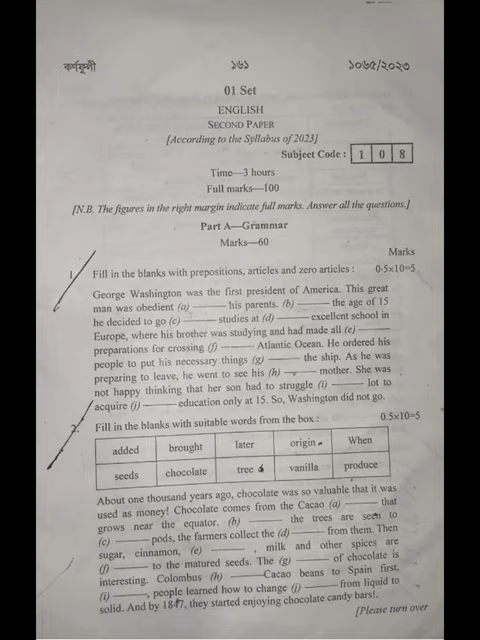 কর্ণফুলী ১৬১ ১০৬৫/২০২৩
01 Set
ENGLISH
SECOND PAPER
[According to the Syllabus of 2023]
Subject Code : 1 0 8
Time—3 hours
Full marks—100
[N.B. The figures in the right margin indicate full marks. Answer all the questions.]
Part A—Grammar
Marks—60
Marks
1. Fill in the blanks with prepositions, articles and zero articles : 0·5×10=5
George Washington was the first president of America. This great
man was obedient (a) ——— his parents. (b) ——— the age of 15
he decided to go (c) ——— studies at (d) ——— excellent school in
Europe, where his brother was studying and had made all (e) ———
preparations for crossing (f) ——— Atlantic Ocean. He ordered his
people to put his necessary things (g) ——— the ship. As he was
preparing to leave, he went to see his (h) ——— mother. She was
not happy thinking that her son had to struggle (i) ——— lot to
acquire (j) ——— education only at 15. So, Washington did not go.
2. Fill in the blanks with suitable words from the box : 0.5×10=5
added brought later origin When
seeds chocolate tree vanilla produce
About one thousand years ago, chocolate was so valuable that it was
used as money! Chocolate comes from the Cacao (a) ——— that
grows near the equator. (b) ——— the trees are seen to
(c) ——— pods, the farmers collect the (d) ——— from them. Then
sugar, cinnamon, (e) ——— , milk and other spices are
(f) ——— to the matured seeds. The (g) ——— of chocolate is
interesting. Colombus (h) ——— Cacao beans to Spain first,
(i) ———, people learned how to change (j) ——— from liquid to
solid. And by 1847, they started enjoying chocolate candy bars!.
[Please turn over